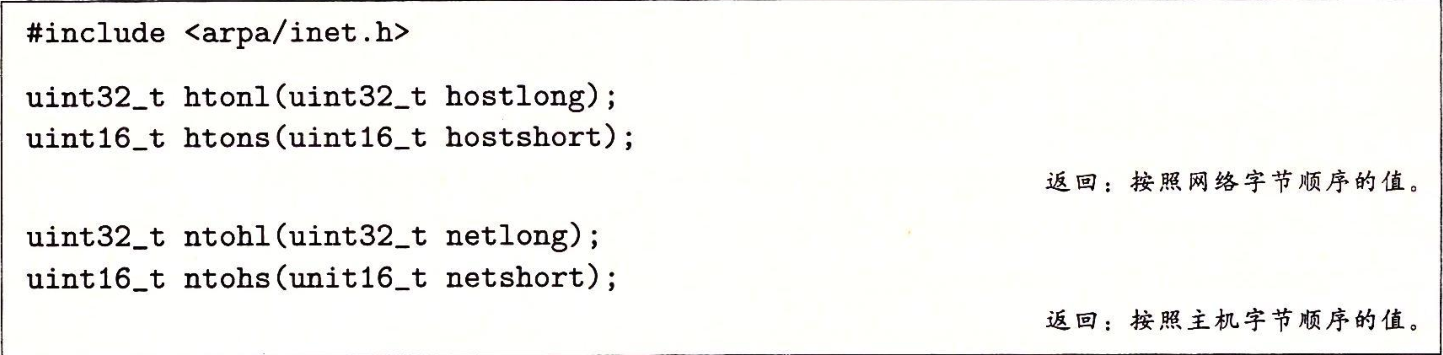 #include <arpa/inet.h>
uint32_t htonl(uint32_t hostlong);
uint16_t htons(uint16_t hostshort);
返回：按照网络字节顺序的值。
uint32_t ntohl(uint32_t netlong);
uint16_t ntohs(unit16_t netshort);
返回：按照主机字节顺序的值。